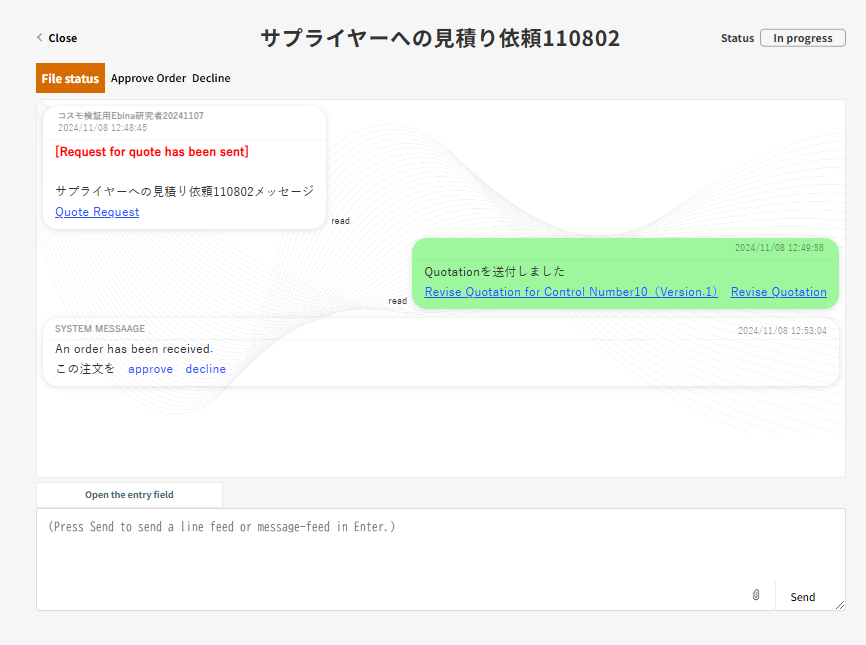 Close
サプライヤーへの見積り依頼110802
Status In progress
File status Approve Order Decline
コスモ検証用Ebina研究者20241107
2024/11/08 12:48:45
[Request for quote has been sent]
サプライヤーへの見積り依頼110802メッセージ
Quote Request
read
2024/11/08 12:49:58
Quotationを送付しました
Revise Quotation for Control Number10（Version.1） Revise Quotation
read
SYSTEM MESSAAGE 2024/11/08 12:53:04
An order has been received.
この注文を approve decline
Open the entry field
(Press Send to send a line feed or message-feed in Enter.)
Send